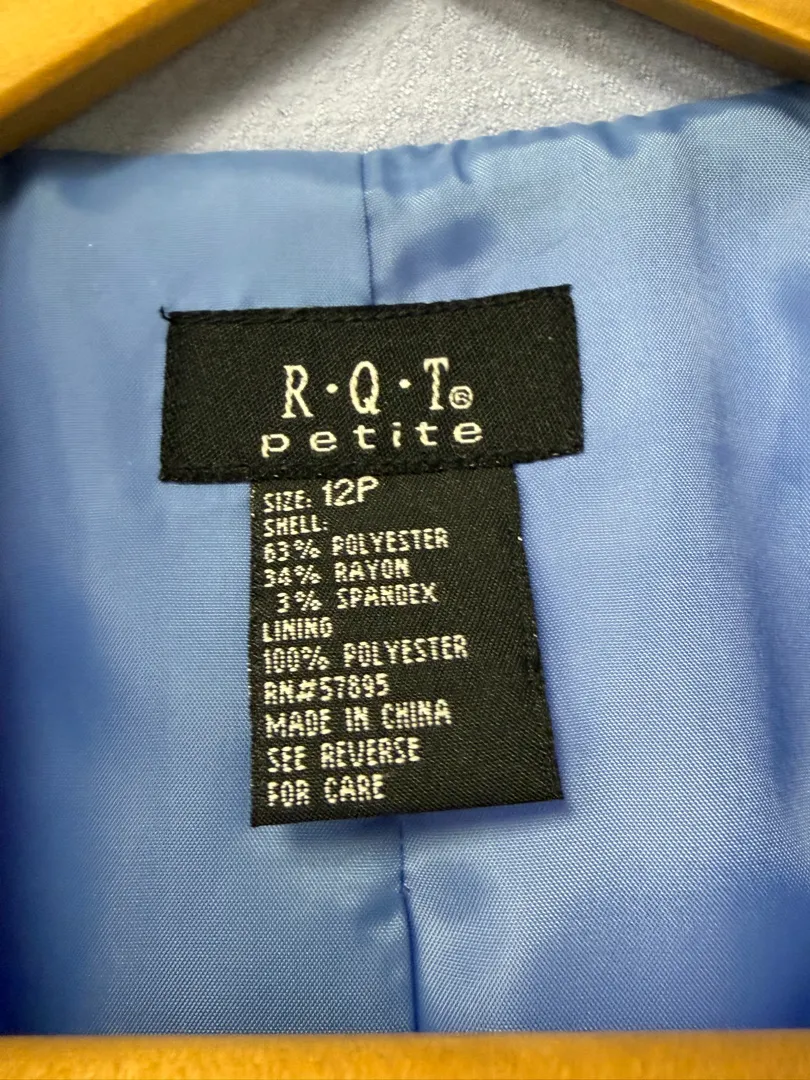 R·Q·T®
petite
SIZE: 12P
SHELL:
63% POLYESTER
34% RAYON
3% SPANDEX
LINING
100% POLYESTER
RN#57895
MADE IN CHINA
SEE REVERSE
FOR CARE